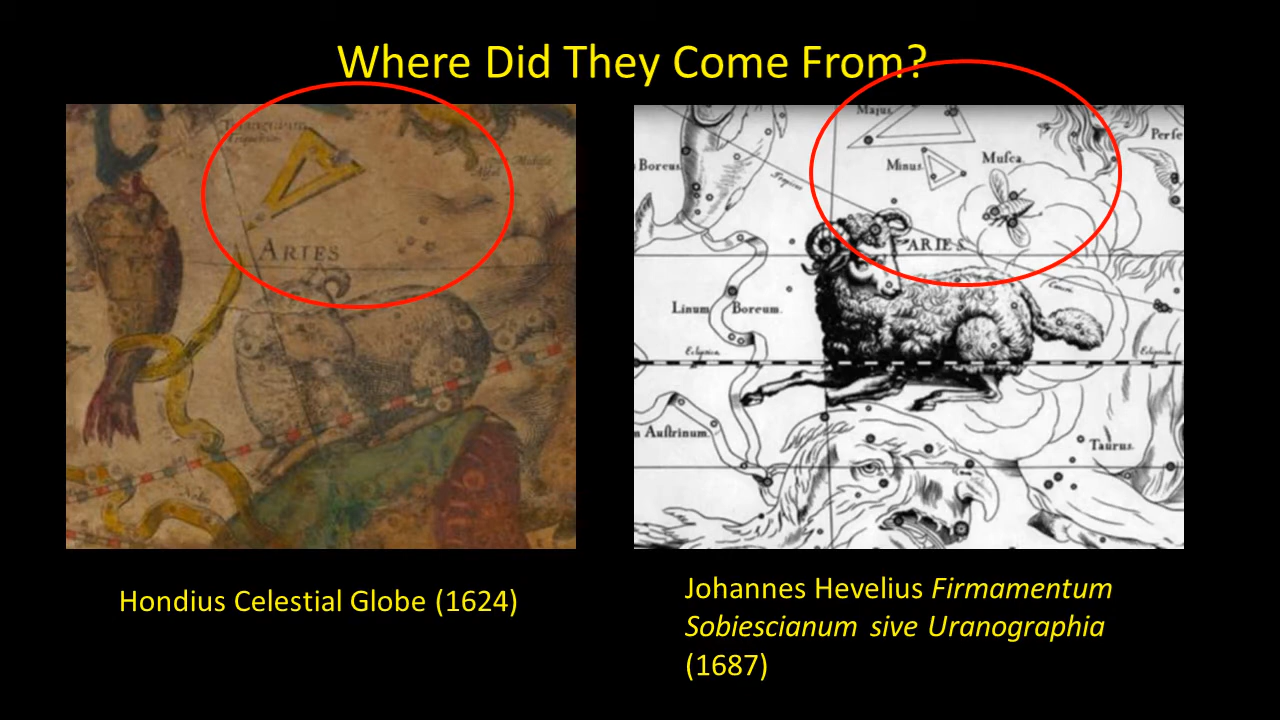 Where Did They Come From?
Triangulum
ARIES
Majus
Minus.
Muſca.
Boreus.
Perſe
ARIES
Linum Boreum.
Ecliptica
Ecliptica
n Auſtrinum.
Taurus.
Hondius Celestial Globe (1624)
Johannes Hevelius Firmamentum
Sobiescianum sive Uranographia
(1687)